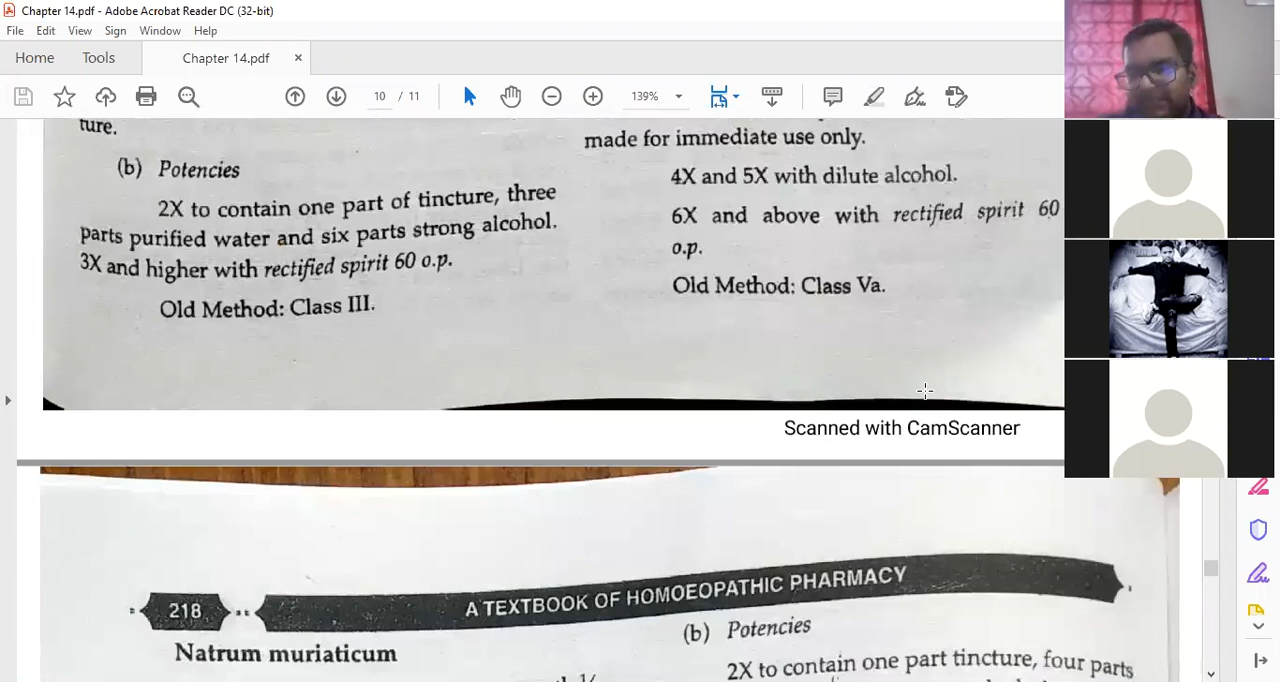 Chapter 14.pdf - Adobe Acrobat Reader DC (32-bit)
File Edit View Sign Window Help
Home Tools Chapter 14.pdf ×
10 / 11 139%
ture.
(b) Potencies
2X to contain one part of tincture, three
parts purified water and six parts strong alcohol.
3X and higher with rectified spirit 60 o.p.
Old Method: Class III.
made for immediate use only.
4X and 5X with dilute alcohol.
6X and above with rectified spirit 60
o.p.
Old Method: Class Va.
Scanned with CamScanner
218
A TEXTBOOK OF HOMOEOPATHIC PHARMACY
Natrum muriaticum
(b) Potencies
2X to contain one part tincture, four parts